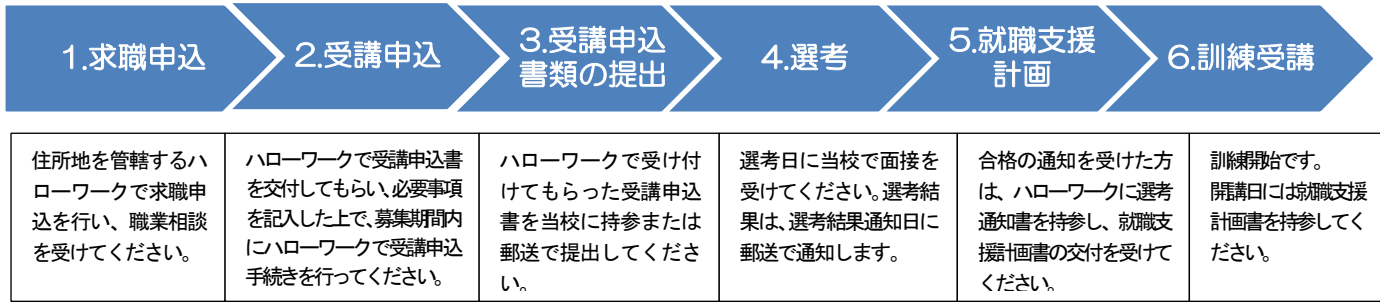 1.求職申込
2.受講申込
3.受講申込
書類の提出
4.選考
5.就職支援
計画
6.訓練受講
住所地を管轄するハ
ローワークで求職申
込を行い、職業相談
を受けてください。
ハローワークで受講申込書
を交付してもらい、必要事項
を記入した上で、募集期間内
にハローワークで受講申込
手続きを行ってください。
ハローワークで受け付
けてもらった受講申込
書を当校に持参または
郵送で提出してくださ
い。
選考日に当校で面接を
受けてください。選考結
果は、選考結果通知日に
郵送で通知します。
合格の通知を受けた方
は、ハローワークに選考
通知書を持参し、就職支
援計画書の交付を受けて
ください。
訓練開始です。
開講日には就職支援
計画書を持参してく
ださい。